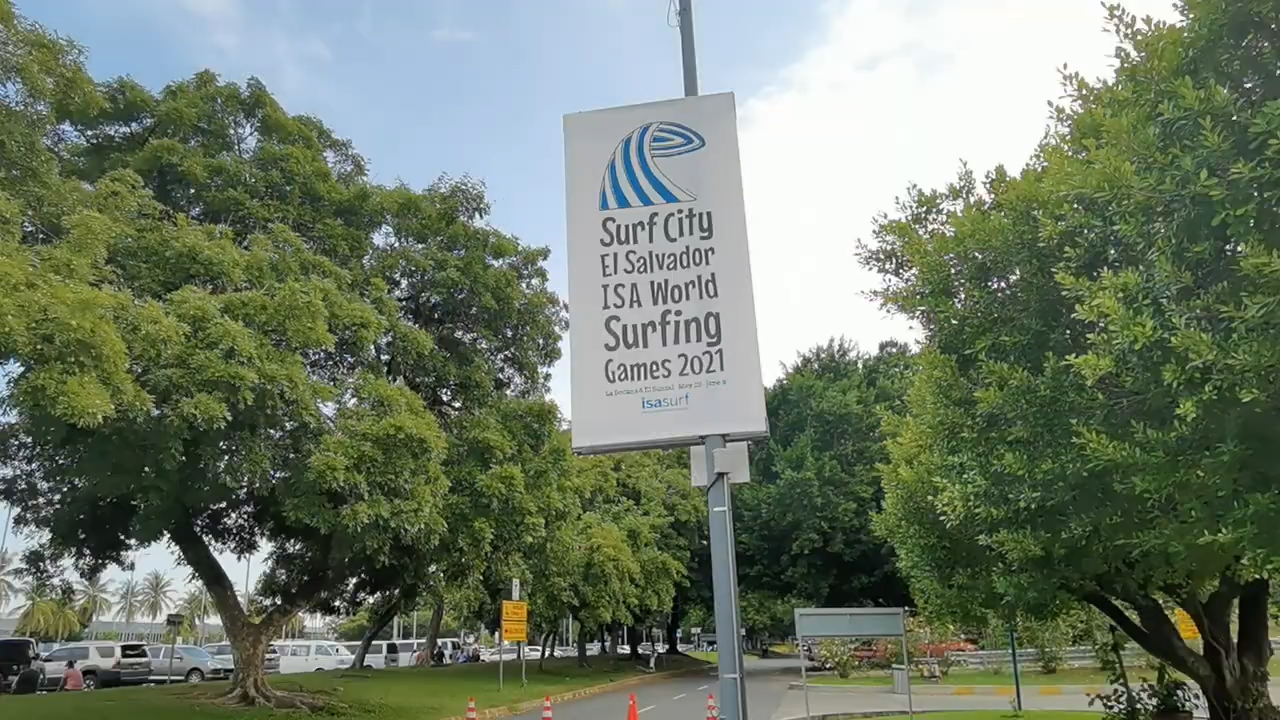 Surf City
El Salvador
ISA World
Surfing
Games 2021
La Bocana & El Sunzal May 29 - June 6
isasurf